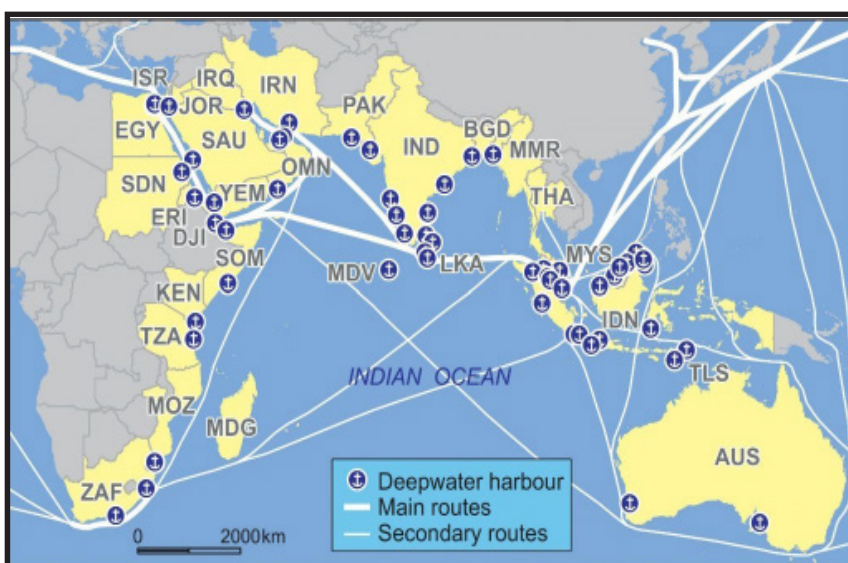 ISR
IRQ
IRN
JOR
PAK
EGY
SAU
IND
BGD
MMR
OMN
SDN
YEM
THA
ERI
DJI
SOM
LKA
MYS
MDV
KEN
TZA
IDN
INDIAN OCEAN
TLS
MOZ
MDG
AUS
ZAF
Deepwater harbour
Main routes
Secondary routes
0 2000km